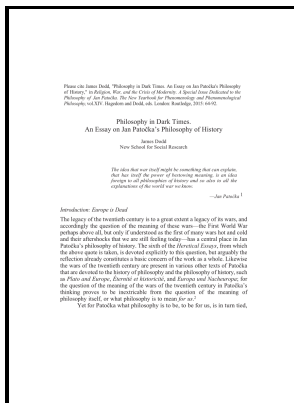 Please cite James Dodd, "Philosophy in Dark Times. An Essay on Jan Patočka's Philosophy
of History," in Religion, War, and the Crisis of Modernity. A Special Issue Dedicated to the
Philosophy of Jan Patočka. The New Yearbook for Phenomenology and Phenomenological
Philosophy, vol.XIV. Hagedorn and Dodd, eds. London: Routledge, 2015: 64-92.
Philosophy in Dark Times.
An Essay on Jan Patočka's Philosophy of History
James Dodd
New School for Social Research
The idea that war itself might be something that can explain,
that has itself the power of bestowing meaning, is an idea
foreign to all philosophies of history and so also to all the
explanations of the world war we know.
—Jan Patočka 1
Introduction: Europe is Dead
The legacy of the twentieth century is to a great extent a legacy of its wars, and
accordingly the question of the meaning of these wars—the First World War
perhaps above all, but only if understood as the first of many wars hot and cold
and their aftershocks that we are still feeling today—has a central place in Jan
Patočka's philosophy of history. The sixth of the Heretical Essays, from which
the above quote is taken, is devoted explicitly to this question, but arguably the
reflection already constitutes a basic concern of the work as a whole. Likewise
the wars of the twentieth century are present in various other texts of Patočka
that are devoted to the history of philosophy and the philosophy of history, such
as Plato and Europe, Éternité et historicité, and Europa und Nacheuropa; for
the question of the meaning of the wars of the twentieth century in Patočka's
thinking proves to be inextricable from the question of the meaning of
philosophy itself, or what philosophy is to mean for us.2
Yet for Patočka what philosophy is to be, to be for us, is in turn tied,